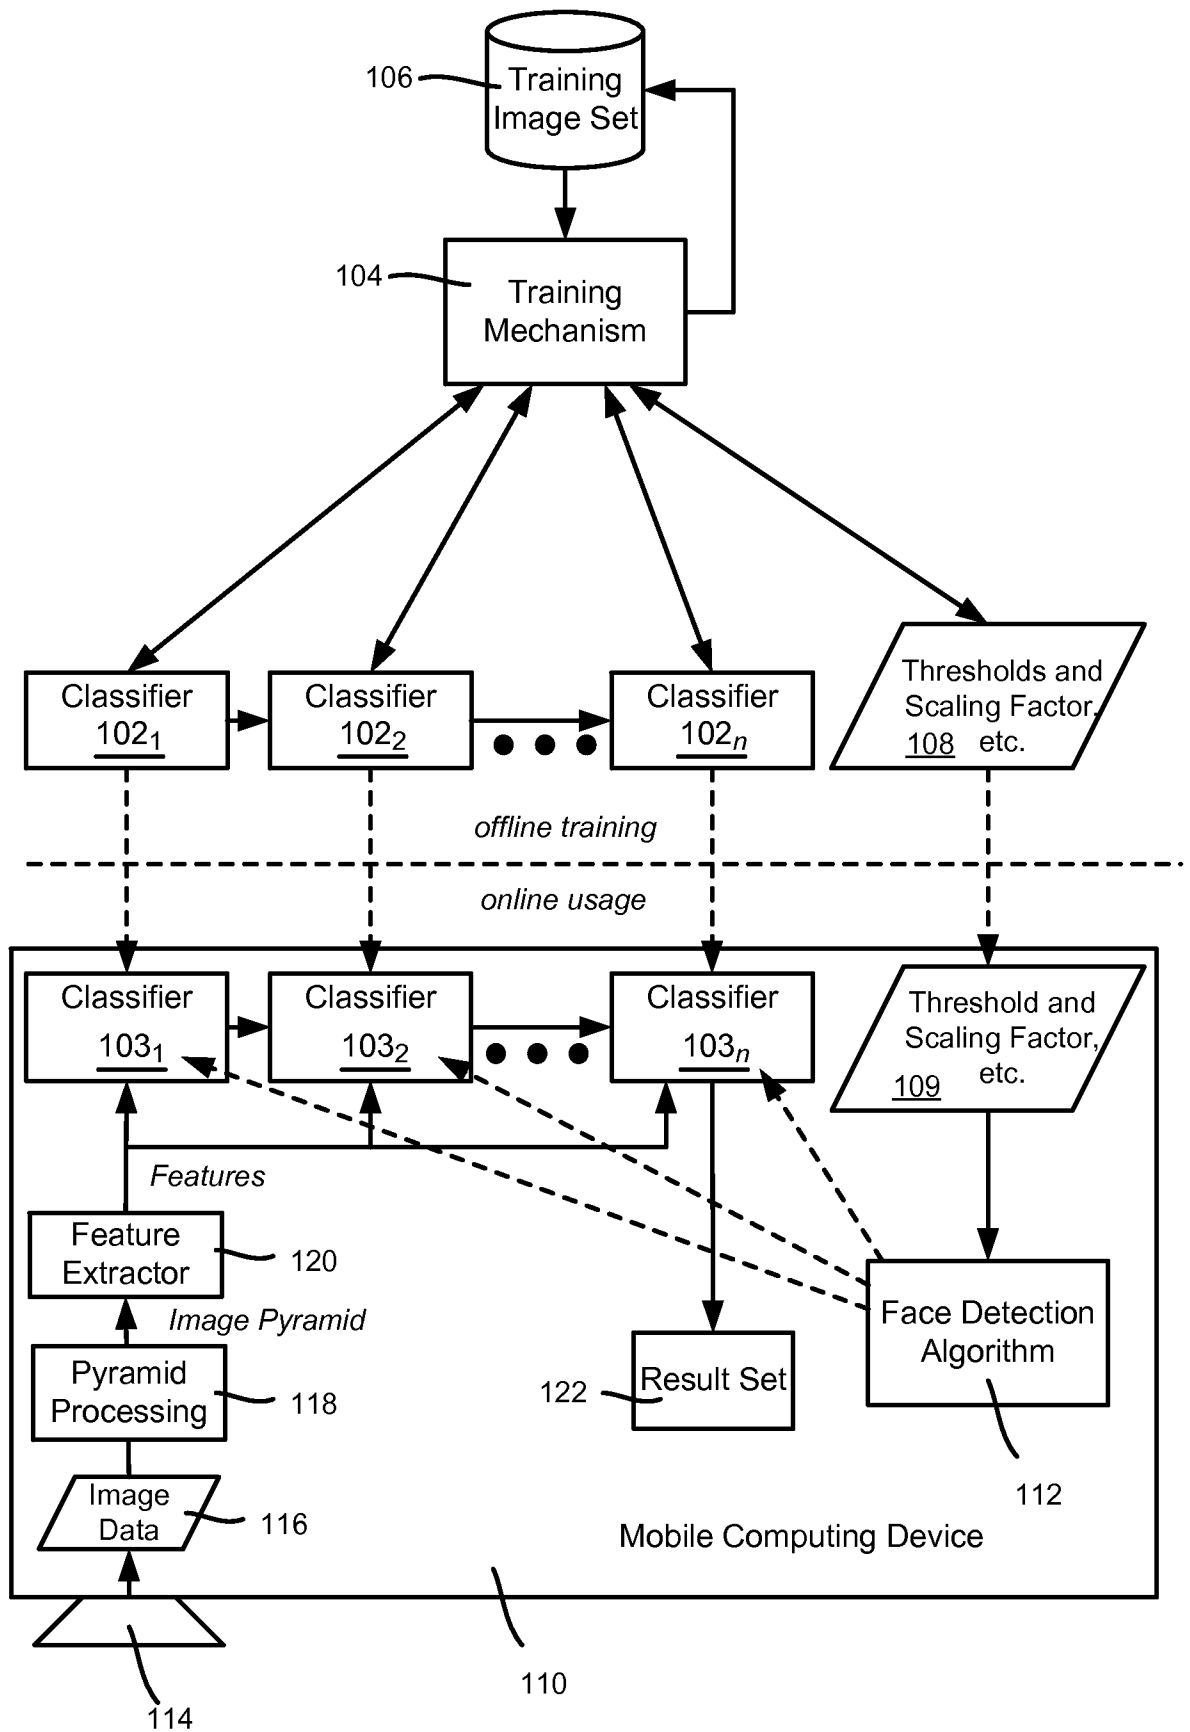 106
Training
Image Set
104
Training
Mechanism
Classifier
102₁
Classifier
102₂
Classifier
102n
Thresholds and
Scaling Factor,
108 etc.
offline training
online usage
Classifier
103₁
Classifier
103₂
Classifier
103n
Threshold and
Scaling Factor,
etc.
109
Features
Feature
Extractor
120
Image Pyramid
Pyramid
Processing
118
Image
Data
116
122
Result Set
Face Detection
Algorithm
112
Mobile Computing Device
110
114